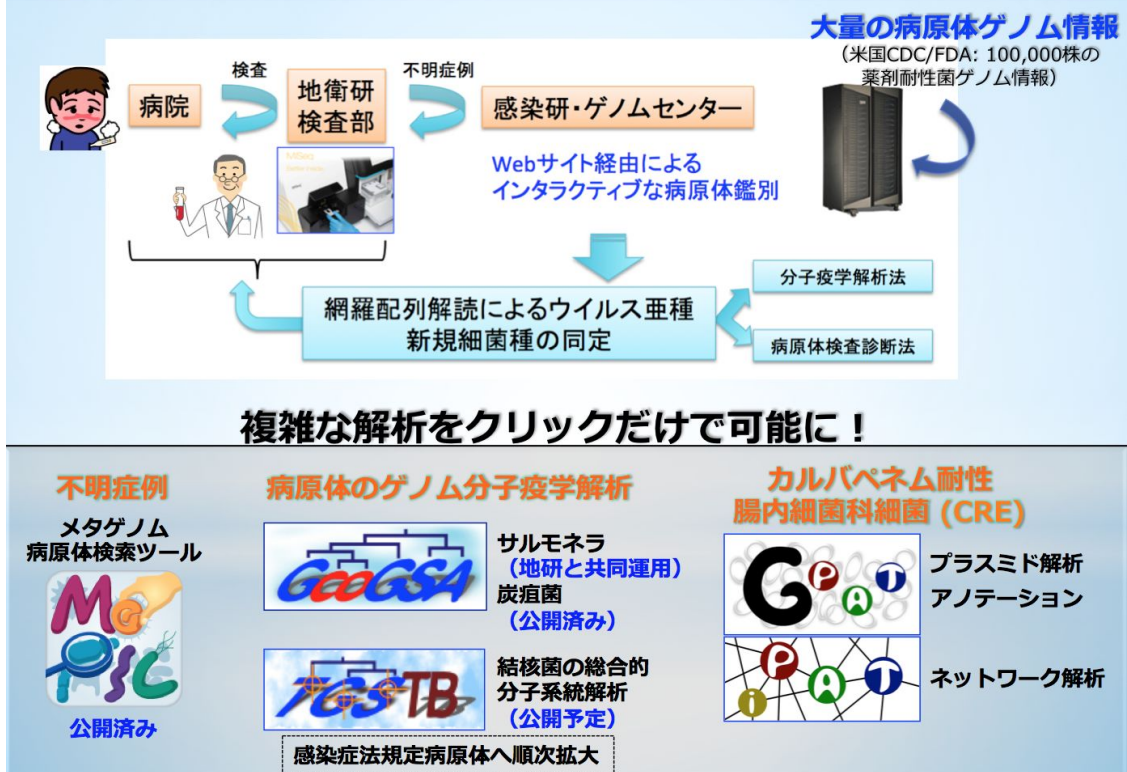 大量の病原体ゲノム情報
（米国CDC/FDA: 100,000株の
薬剤耐性菌ゲノム情報）
検査
不明症例
病院
地衛研
検査部
感染研・ゲノムセンター
MiSeq
Webサイト経由による
インタラクティブな病原体鑑別
分子疫学解析法
網羅配列解読によるウイルス亜種
新規細菌種の同定
病原体検査診断法
複雑な解析をクリックだけで可能に！
不明症例
メタゲノム
病原体検索ツール
MePIC
公開済み
病原体のゲノム分子疫学解析
GcoGSA
サルモネラ
（地研と共同運用）
炭疽菌
（公開済み）
TGS TB
結核菌の総合的
分子系統解析
（公開予定）
感染症法規定病原体へ順次拡大
カルバペネム耐性
腸内細菌科細菌 (CRE)
GPAT
プラスミド解析
アノテーション
iPAT
ネットワーク解析